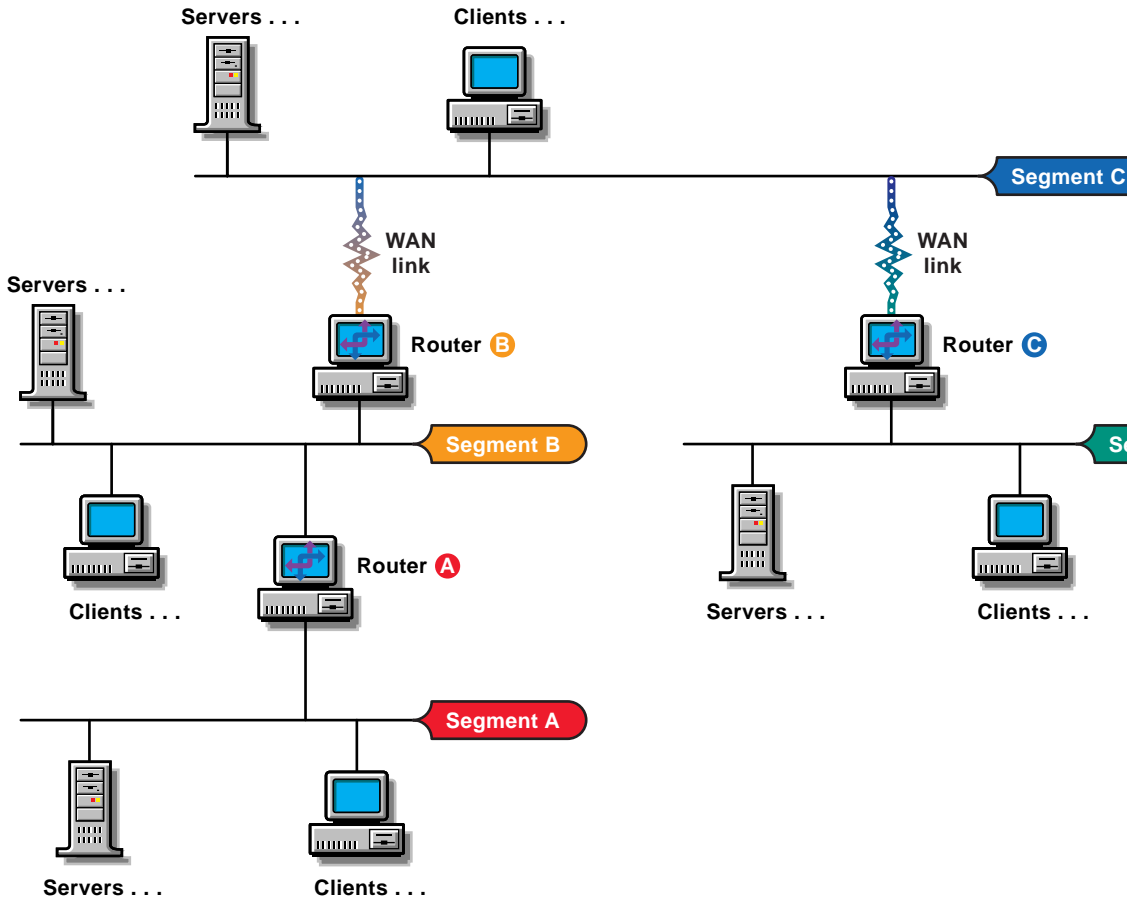 Servers . . .
Clients . . .
Segment C
WAN
link
WAN
link
Servers . . .
Router B
Router C
Segment B
Clients . . .
Router A
Servers . . .
Clients . . .
Segment A
Servers . . .
Clients . . .